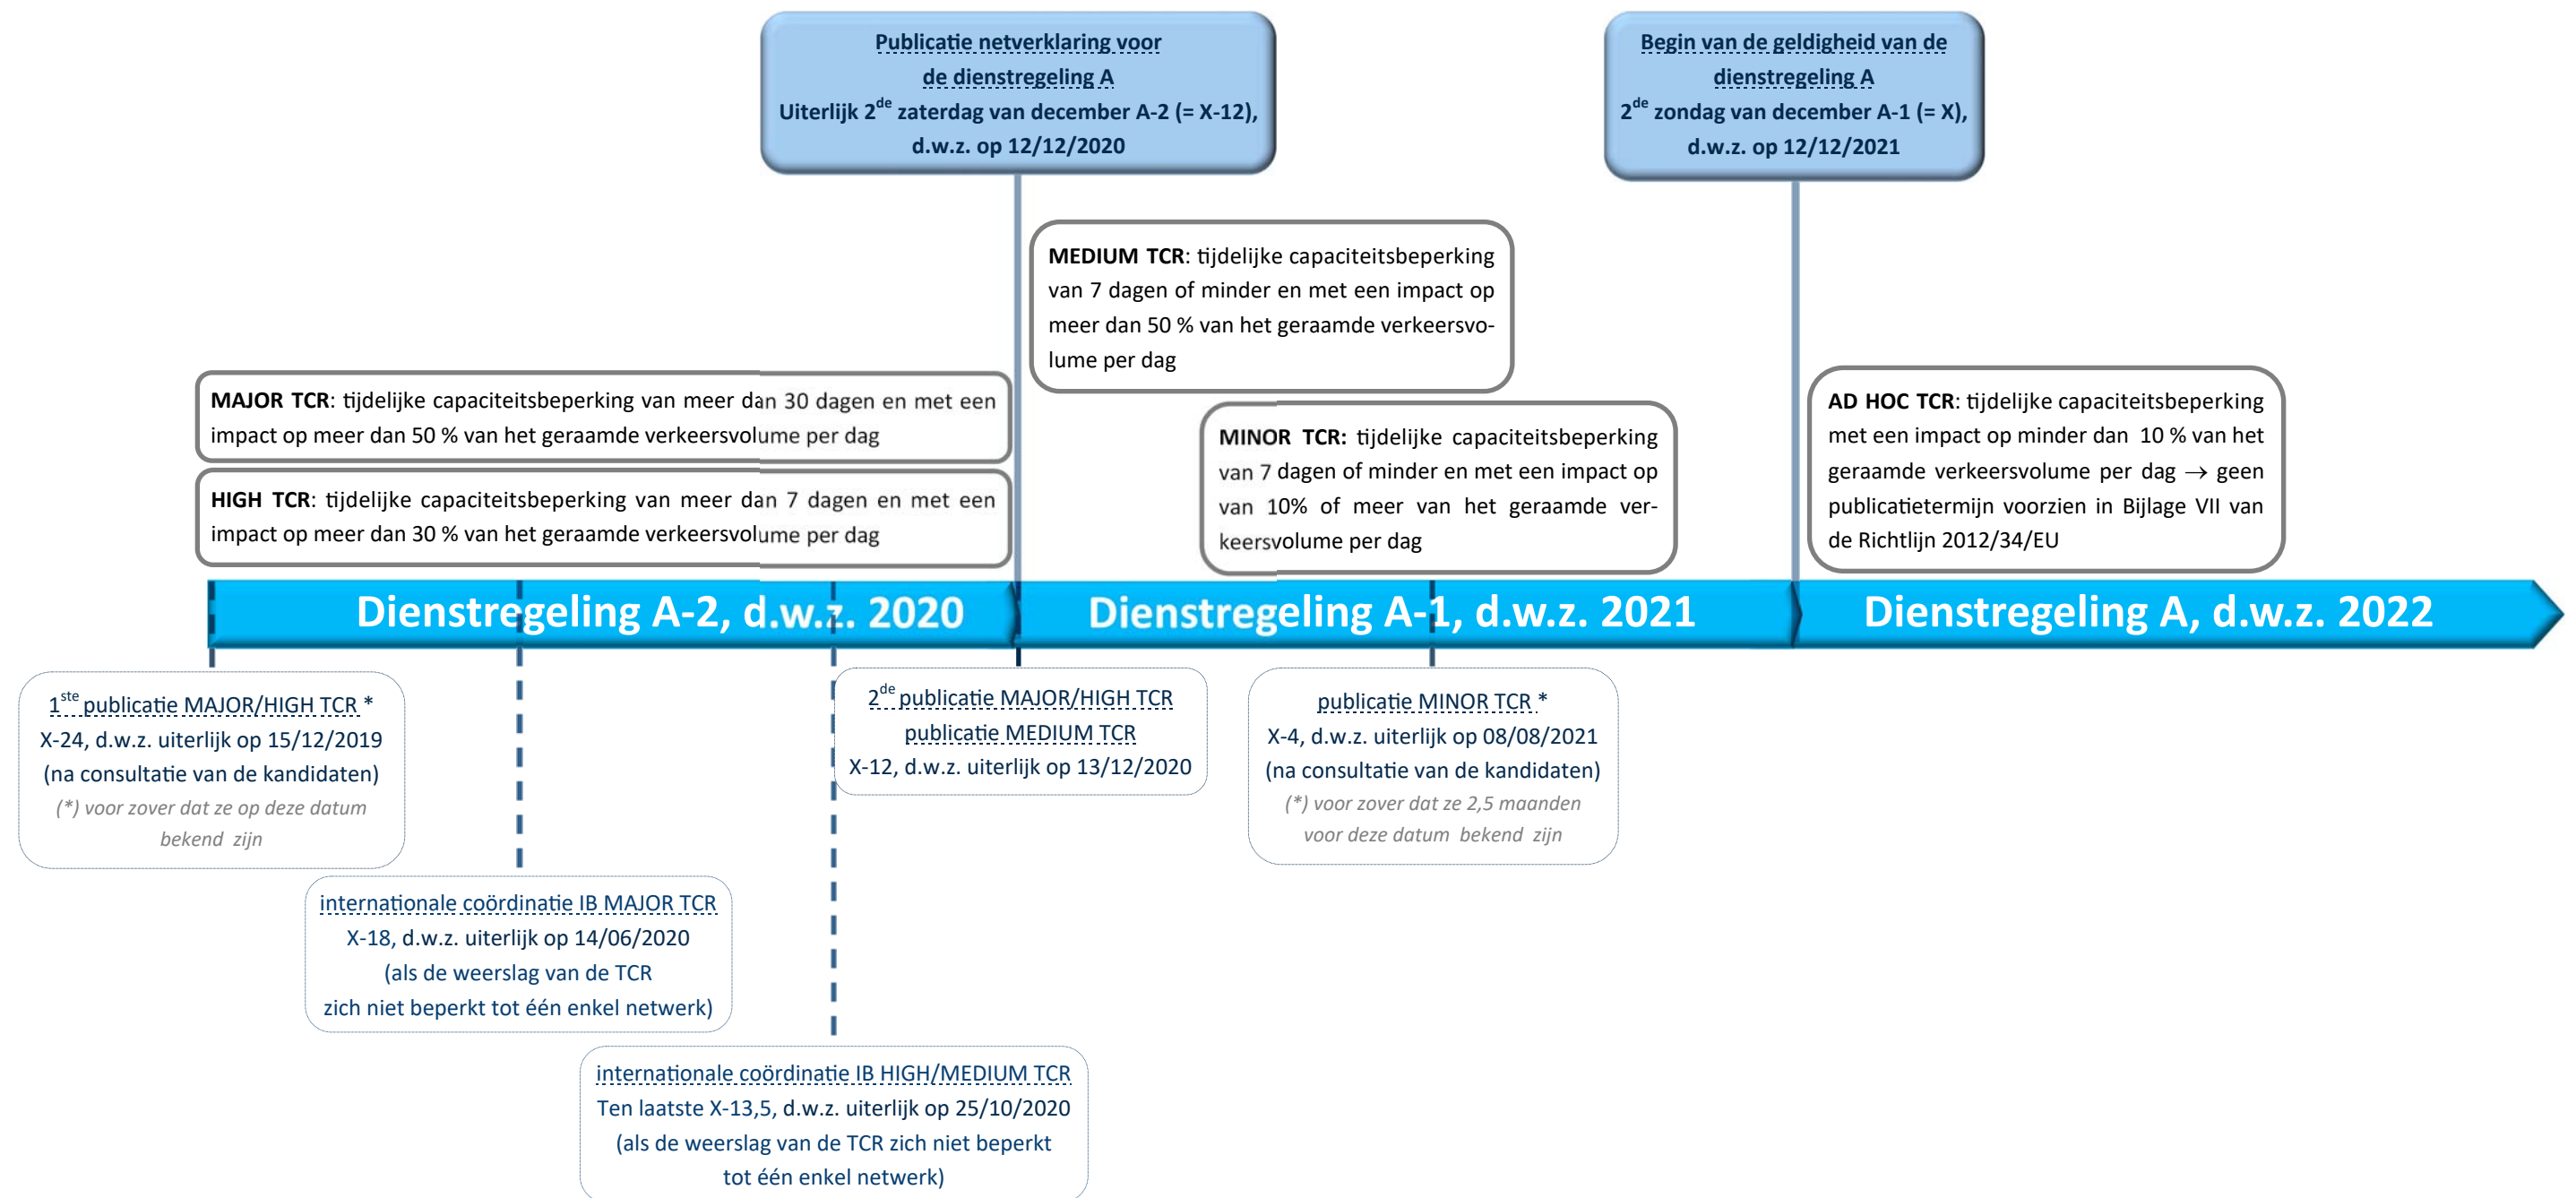 Publicatie netverklaring voor
de dienstregeling A
Uiterlijk 2de zaterdag van december A-2 (= X-12),
d.w.z. op 12/12/2020
Begin van de geldigheid van de
dienstregeling A
2de zondag van december A-1 (= X),
d.w.z. op 12/12/2021
MEDIUM TCR: tijdelijke capaciteitsbeperking
van 7 dagen of minder en met een impact op
meer dan 50 % van het geraamde verkeersvo-
lume per dag
MAJOR TCR: tijdelijke capaciteitsbeperking van meer dan 30 dagen en met een
impact op meer dan 50 % van het geraamde verkeersvolume per dag
HIGH TCR: tijdelijke capaciteitsbeperking van meer dan 7 dagen en met een
impact op meer dan 30 % van het geraamde verkeersvolume per dag
MINOR TCR: tijdelijke capaciteitsbeperking
van 7 dagen of minder en met een impact op
van 10% of meer van het geraamde ver-
keersvolume per dag
AD HOC TCR: tijdelijke capaciteitsbeperking
met een impact op minder dan 10 % van het
geraamde verkeersvolume per dag → geen
publicatietermijn voorzien in Bijlage VII van
de Richtlijn 2012/34/EU
Dienstregeling A-2, d.w.z. 2020
Dienstregeling A-1, d.w.z. 2021
Dienstregeling A, d.w.z. 2022
1ste publicatie MAJOR/HIGH TCR *
X-24, d.w.z. uiterlijk op 15/12/2019
(na consultatie van de kandidaten)
(*) voor zover dat ze op deze datum
bekend zijn
2de publicatie MAJOR/HIGH TCR
publicatie MEDIUM TCR
X-12, d.w.z. uiterlijk op 13/12/2020
publicatie MINOR TCR *
X-4, d.w.z. uiterlijk op 08/08/2021
(na consultatie van de kandidaten)
(*) voor zover dat ze 2,5 maanden
voor deze datum bekend zijn
internationale coördinatie IB MAJOR TCR
X-18, d.w.z. uiterlijk op 14/06/2020
(als de weerslag van de TCR
zich niet beperkt tot één enkel netwerk)
internationale coördinatie IB HIGH/MEDIUM TCR
Ten laatste X-13,5, d.w.z. uiterlijk op 25/10/2020
(als de weerslag van de TCR zich niet beperkt
tot één enkel netwerk)